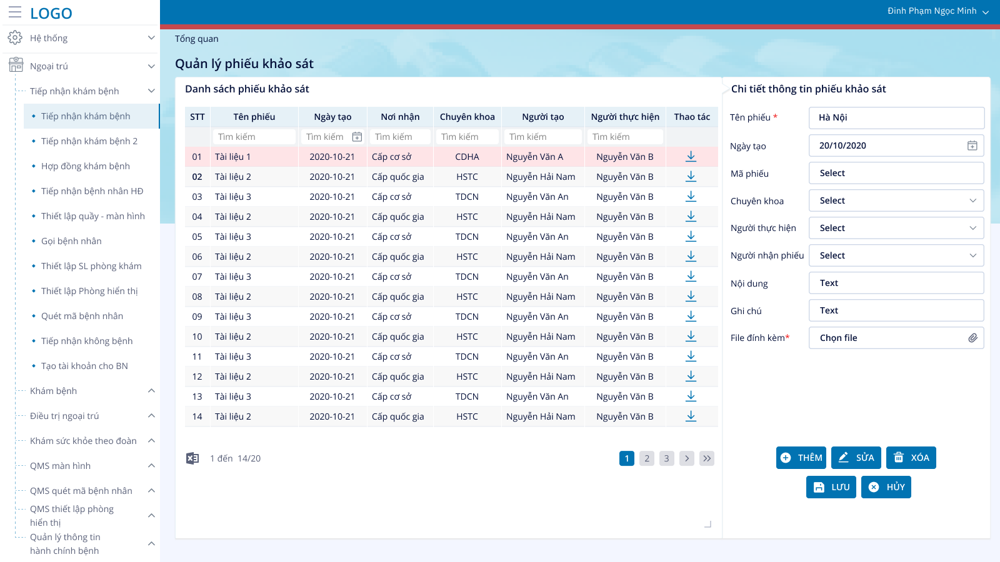 LOGO
Đinh Phạm Ngọc Minh
Hệ thống
Ngoại trú
Tiếp nhận khám bệnh
Tiếp nhận khám bệnh
Tiếp nhận khám bệnh 2
Hợp đồng khám bệnh
Tiếp nhận bệnh nhân HĐ
Thiết lập quầy - màn hình
Gọi bệnh nhân
Thiết lập SL phòng khám
Thiết lập Phòng hiển thị
Quét mã bệnh nhân
Tiếp nhận không bệnh
Tạo tài khoản cho BN
Khám bệnh
Điều trị ngoại trú
Khám sức khỏe theo đoàn
QMS màn hình
QMS quét mã bệnh nhân
QMS thiết lập phòng
hiển thị
Quản lý thông tin
hành chính bệnh
Tổng quan
Quản lý phiếu khảo sát
Danh sách phiếu khảo sát
STT Tên phiếu Ngày tạo Nơi nhận Chuyên khoa Người tạo Người thực hiện Thao tác
Tìm kiếm Tìm kiếm Tìm kiếm Tìm kiếm Tìm kiếm Tìm kiếm
01 Tài liệu 1 2020-10-21 Cấp cơ sở CDHA Nguyễn Văn A Nguyễn Văn B
02 Tài liệu 2 2020-10-21 Cấp quốc gia HSTC Nguyễn Hải Nam Nguyễn Văn B
03 Tài liệu 3 2020-10-21 Cấp cơ sở TDCN Nguyễn Văn An Nguyễn Văn B
04 Tài liệu 2 2020-10-21 Cấp quốc gia HSTC Nguyễn Hải Nam Nguyễn Văn B
05 Tài liệu 3 2020-10-21 Cấp cơ sở TDCN Nguyễn Văn An Nguyễn Văn B
06 Tài liệu 2 2020-10-21 Cấp quốc gia HSTC Nguyễn Hải Nam Nguyễn Văn B
07 Tài liệu 3 2020-10-21 Cấp cơ sở TDCN Nguyễn Văn An Nguyễn Văn B
08 Tài liệu 2 2020-10-21 Cấp quốc gia HSTC Nguyễn Hải Nam Nguyễn Văn B
09 Tài liệu 3 2020-10-21 Cấp cơ sở TDCN Nguyễn Văn An Nguyễn Văn B
10 Tài liệu 2 2020-10-21 Cấp quốc gia HSTC Nguyễn Hải Nam Nguyễn Văn B
11 Tài liệu 3 2020-10-21 Cấp cơ sở TDCN Nguyễn Văn An Nguyễn Văn B
12 Tài liệu 2 2020-10-21 Cấp quốc gia HSTC Nguyễn Hải Nam Nguyễn Văn B
13 Tài liệu 3 2020-10-21 Cấp cơ sở TDCN Nguyễn Văn An Nguyễn Văn B
14 Tài liệu 2 2020-10-21 Cấp quốc gia HSTC Nguyễn Hải Nam Nguyễn Văn B
1 đến 14/20
1 2 3
Chi tiết thông tin phiếu khảo sát
Tên phiếu * Hà Nội
Ngày tạo 20/10/2020
Mã phiếu Select
Chuyên khoa Select
Người thực hiện Select
Người nhận phiếu Select
Nội dung Text
Ghi chú Text
File đính kèm* Chọn file
THÊM SỬA XÓA
LƯU HỦY